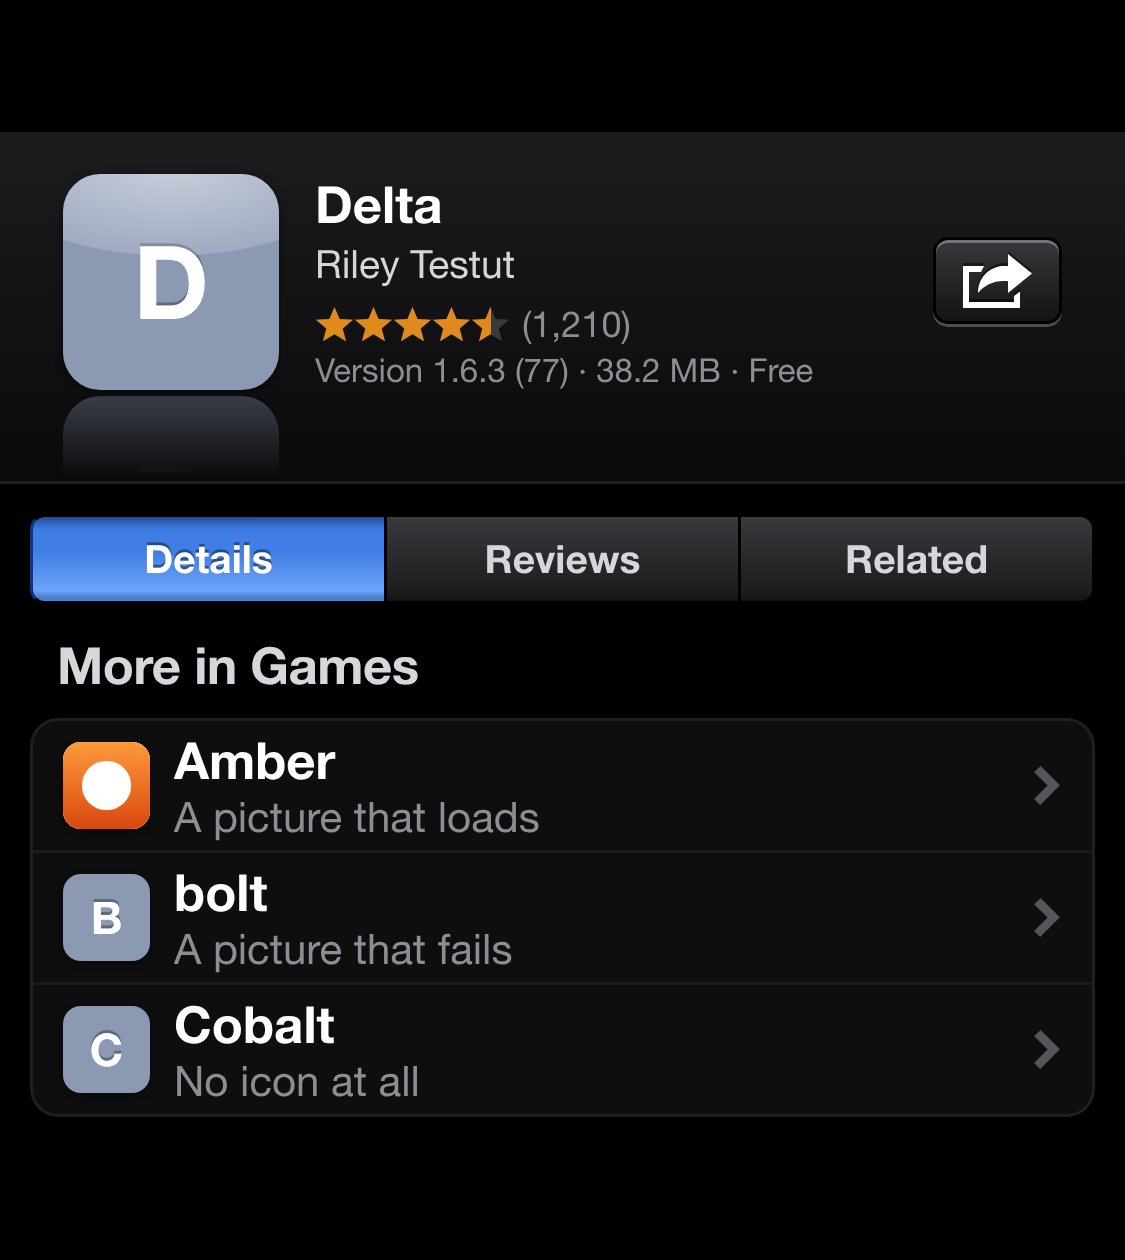 D
Delta
Riley Testut
(1,210)
Version 1.6.3 (77) · 38.2 MB · Free
Details
Reviews
Related
More in Games
Amber
A picture that loads
B
bolt
A picture that fails
C
Cobalt
No icon at all